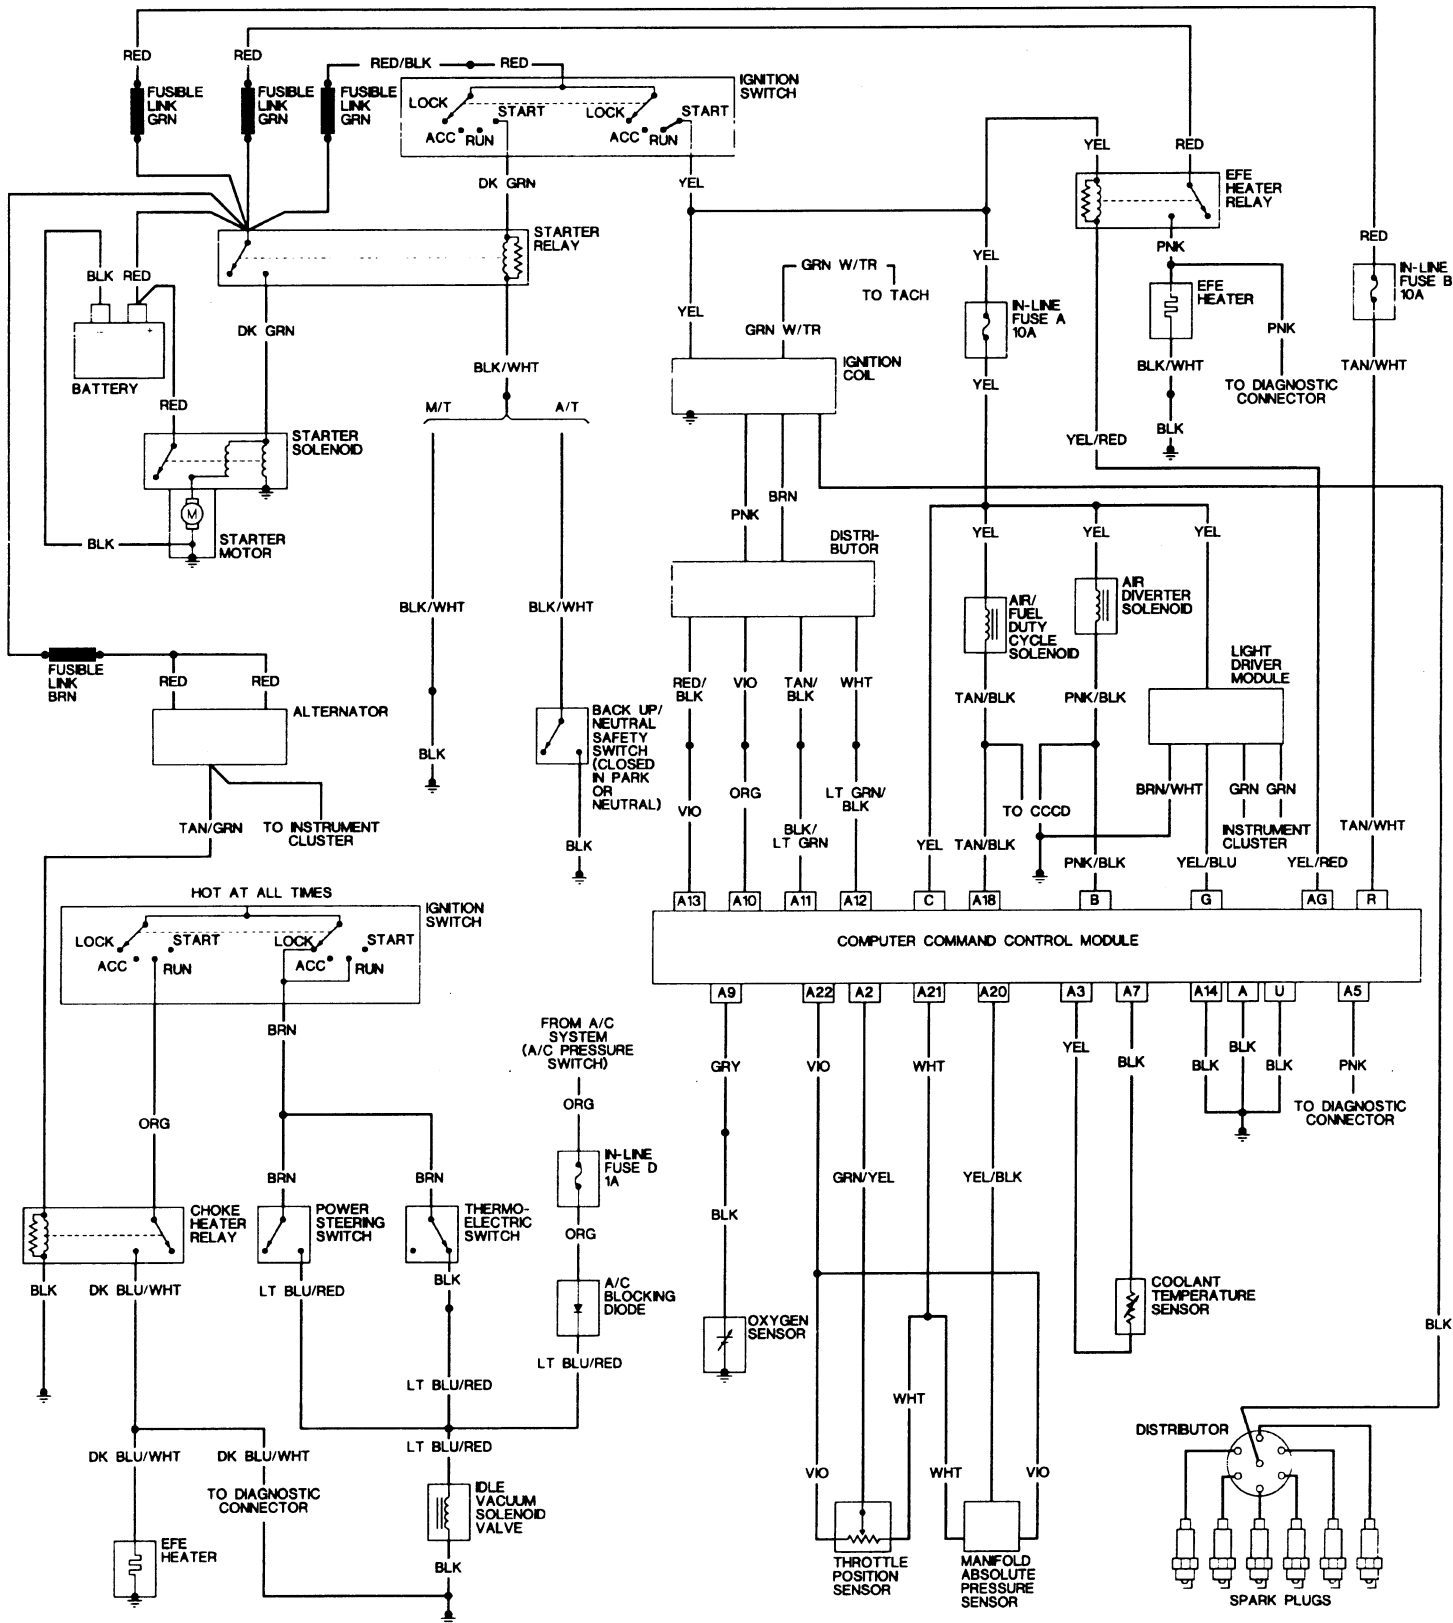 RED
RED
RED/BLK
RED
FUSIBLE
LINK
GRN
FUSIBLE
LINK
GRN
FUSIBLE
LINK
GRN
IGNITION
SWITCH
LOCK
START
ACC
RUN
LOCK
START
ACC
RUN
DK GRN
YEL
YEL
RED
EFE
HEATER
RELAY
STARTER
RELAY
BLK
RED
BATTERY
- +
DK GRN
RED
STARTER
SOLENOID
M
STARTER
MOTOR
BLK
BLK/WHT
M/T
A/T
YEL
GRN W/TR
TO TACH
GRN W/TR
IGNITION
COIL
YEL
IN-LINE
FUSE A
10A
YEL
PNK
EFE
HEATER
PNK
BLK/WHT
TO DIAGNOSTIC
CONNECTOR
BLK
YEL/RED
RED
IN-LINE
FUSE B
10A
TAN/WHT
PNK
BRN
DISTRI-
BUTOR
YEL
YEL
YEL
AIR/
FUEL
DUTY
CYCLE
SOLENOID
AIR
DIVERTER
SOLENOID
LIGHT
DRIVER
MODULE
BLK/WHT
BLK/WHT
FUSIBLE
LINK
BRN
RED
RED
ALTERNATOR
TAN/GRN
TO INSTRUMENT
CLUSTER
BLK
BACK UP/
NEUTRAL
SAFETY
SWITCH
(CLOSED
IN PARK
OR
NEUTRAL)
BLK
RED/
BLK
VIO
TAN/
BLK
WHT
TAN/BLK
PNK/BLK
VIO
ORG
BLK/
LT GRN
LT GRN/
BLK
YEL
TAN/BLK
TO CCCD
PNK/BLK
BRN/WHT
GRN
GRN
INSTRUMENT
CLUSTER
YEL/BLU
YEL/RED
TAN/WHT
A13
A10
A11
A12
C
A18
B
G
AG
R
COMPUTER COMMAND CONTROL MODULE
A9
A22
A2
A21
A20
A3
A7
A14
A
U
A5
HOT AT ALL TIMES
IGNITION
SWITCH
LOCK
START
ACC
RUN
LOCK
START
ACC
RUN
BRN
ORG
FROM A/C
SYSTEM
(A/C PRESSURE
SWITCH)
ORG
IN-LINE
FUSE D
1A
ORG
BRN
BRN
CHOKE
HEATER
RELAY
POWER
STEERING
SWITCH
THERMO-
ELECTRIC
SWITCH
BLK
DK BLU/WHT
LT BLU/RED
BLK
A/C
BLOCKING
DIODE
LT BLU/RED
LT BLU/RED
LT BLU/RED
DK BLU/WHT
DK BLU/WHT
TO DIAGNOSTIC
CONNECTOR
EFE
HEATER
IDLE
VACUUM
SOLENOID
VALVE
BLK
GRY
BLK
OXYGEN
SENSOR
VIO
GRN/YEL
WHT
YEL/BLK
WHT
VIO
WHT
VIO
THROTTLE
POSITION
SENSOR
MANIFOLD
ABSOLUTE
PRESSURE
SENSOR
YEL
BLK
COOLANT
TEMPERATURE
SENSOR
BLK
BLK
BLK
PNK
TO DIAGNOSTIC
CONNECTOR
BLK
DISTRIBUTOR
SPARK PLUGS